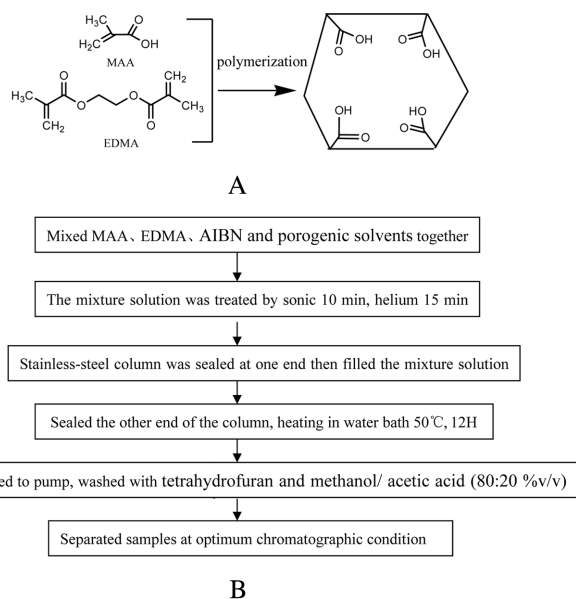 H₃C
O
H₂C
OH
MAA
O
CH₂
H₃C
O
O
CH₃
CH₂
O
EDMA
polymerization
OH
O
O
OH
OH
O
HO
O
A
Mixed MAA、EDMA、AIBN and porogenic solvents together
The mixture solution was treated by sonic 10 min, helium 15 min
Stainless-steel column was sealed at one end then filled the mixture solution
Sealed the other end of the column, heating in water bath 50℃, 12H
to pump, washed with tetrahydrofuran and methanol/ acetic acid (80:20 %v/v)
Separated samples at optimum chromatographic condition
B